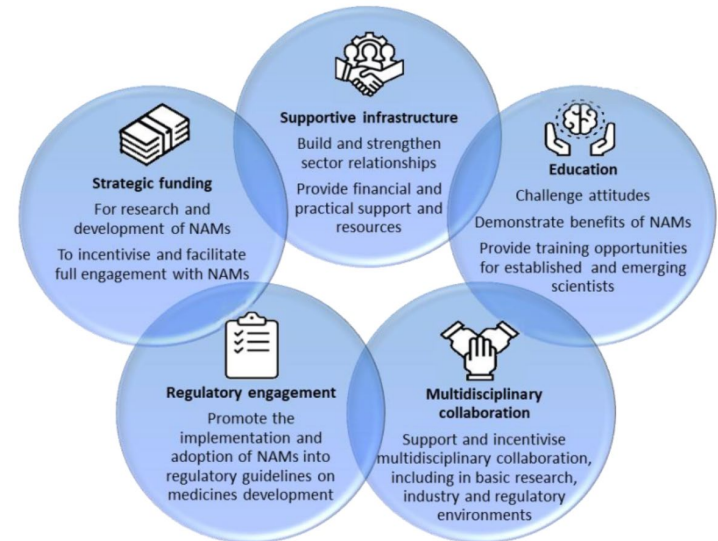 Supportive infrastructure
Build and strengthen
sector relationships
Provide financial and
practical support and
resources
Strategic funding
For research and
development of NAMs
To incentivise and facilitate
full engagement with NAMs
Education
Challenge attitudes
Demonstrate benefits of NAMs
Provide training opportunities
for established and emerging
scientists
Regulatory engagement
Promote the
implementation and
adoption of NAMs into
regulatory guidelines on
medicines development
Multidisciplinary
collaboration
Support and incentivise
multidisciplinary collaboration,
including in basic research,
industry and regulatory
environments